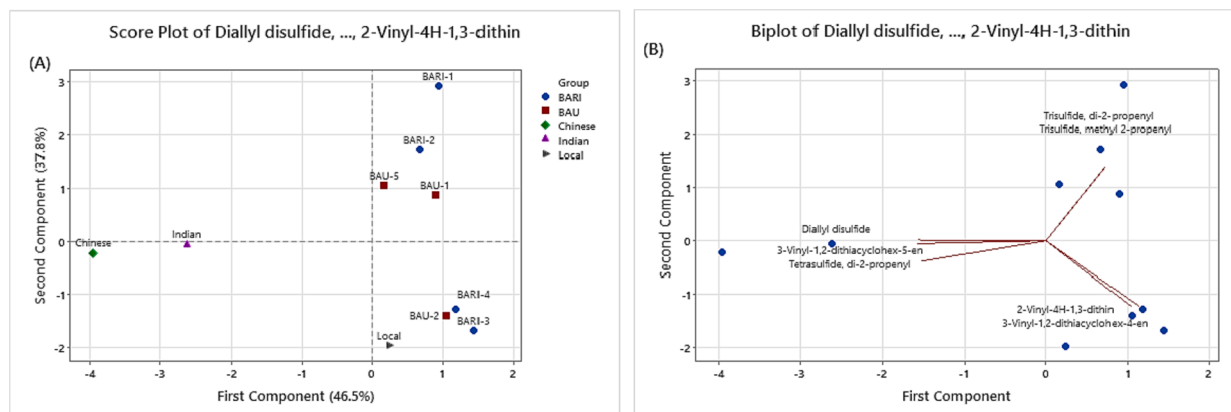 Score Plot of Diallyl disulfide, ..., 2-Vinyl-4H-1,3-dithin
(A)
Second Component (37.8%)
3
2
1
0
-1
-2
-4
-3
-2
-1
0
1
2
First Component (46.5%)
BARI-1
BARI-2
BAU-5
BAU-1
Chinese
Indian
BARI-4
BAU-2
BARI-3
Local
Group
BARI
BAU
Chinese
Indian
Local
Biplot of Diallyl disulfide, ..., 2-Vinyl-4H-1,3-dithin
(B)
Second Component
3
2
1
0
-1
-2
-4
-3
-2
-1
0
1
2
First Component
Trisulfide, di-2-propenyl
Trisulfide, methyl 2-propenyl
Diallyl disulfide
3-Vinyl-1,2-dithiacyclohex-5-en
Tetrasulfide, di-2-propenyl
2-Vinyl-4H-1,3-dithin
3-Vinyl-1,2-dithiacyclohex-4-en